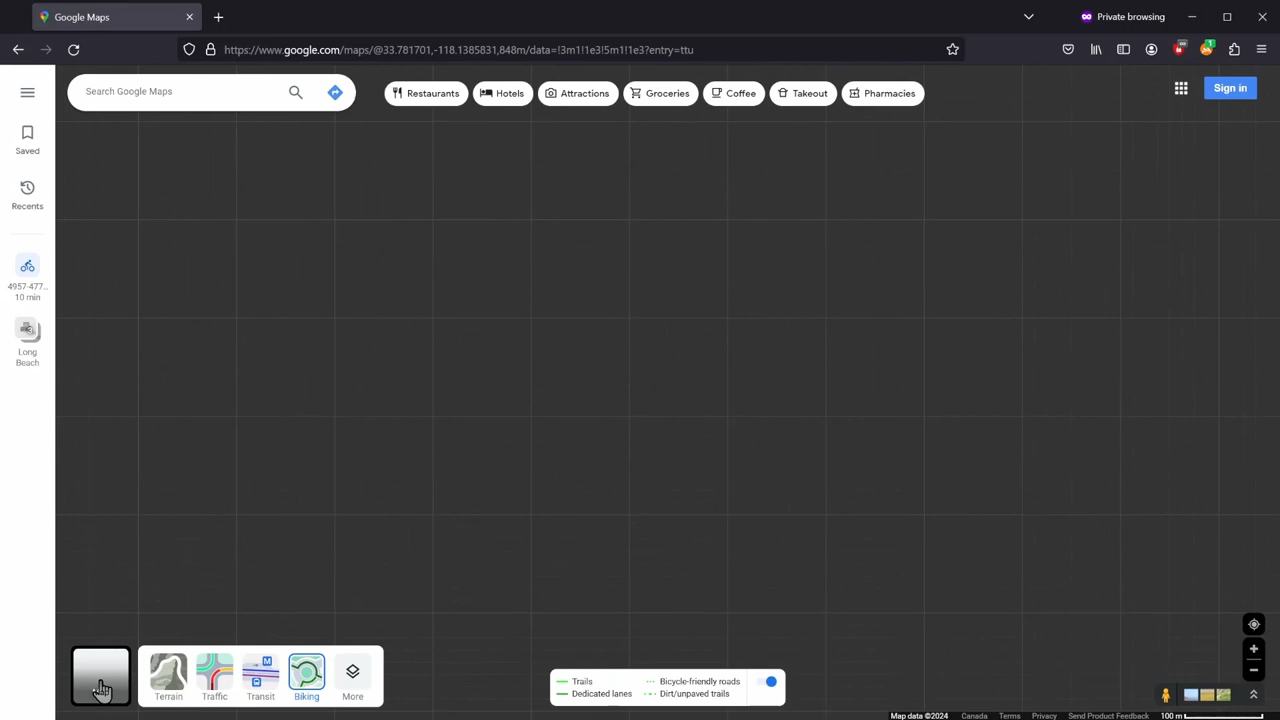 Google Maps
Private browsing
https://www.google.com/maps/@33.781701,-118.1385831,848m/data=!3m1!1e3!5m1!1e3?entry=ttu
Search Google Maps
Restaurants
Hotels
Attractions
Groceries
Coffee
Takeout
Pharmacies
Sign in
Saved
Recents
4957-477...
10 min
3
Long
Beach
M
Terrain
Traffic
Transit
Biking
More
Trails
Bicycle-friendly roads
Dedicated lanes
Dirt/unpaved trails
Map data ©2024
Canada
Terms
Privacy
Send Product Feedback
100 m